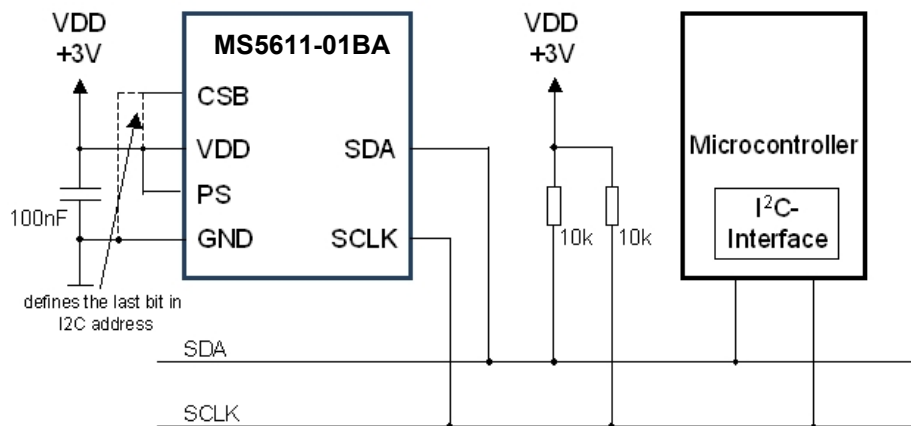 VDD
+3V
MS5611-01BA
CSB
VDD
PS
GND
SDA
SCLK
100nF
defines the last bit in
I2C address
VDD
+3V
10k
10k
Microcontroller
I²C-
Interface
SDA
SCLK